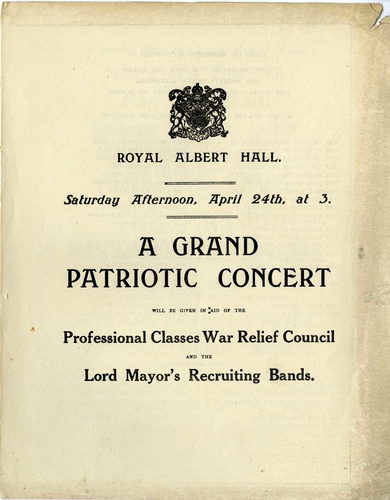 ROYAL ALBERT HALL.
Saturday Afternoon, April 24th, at 3.
A GRAND
PATRIOTIC CONCERT
WILL BE GIVEN IN AID OF THE
Professional Classes War Relief Council
AND THE
Lord Mayor's Recruiting Bands.